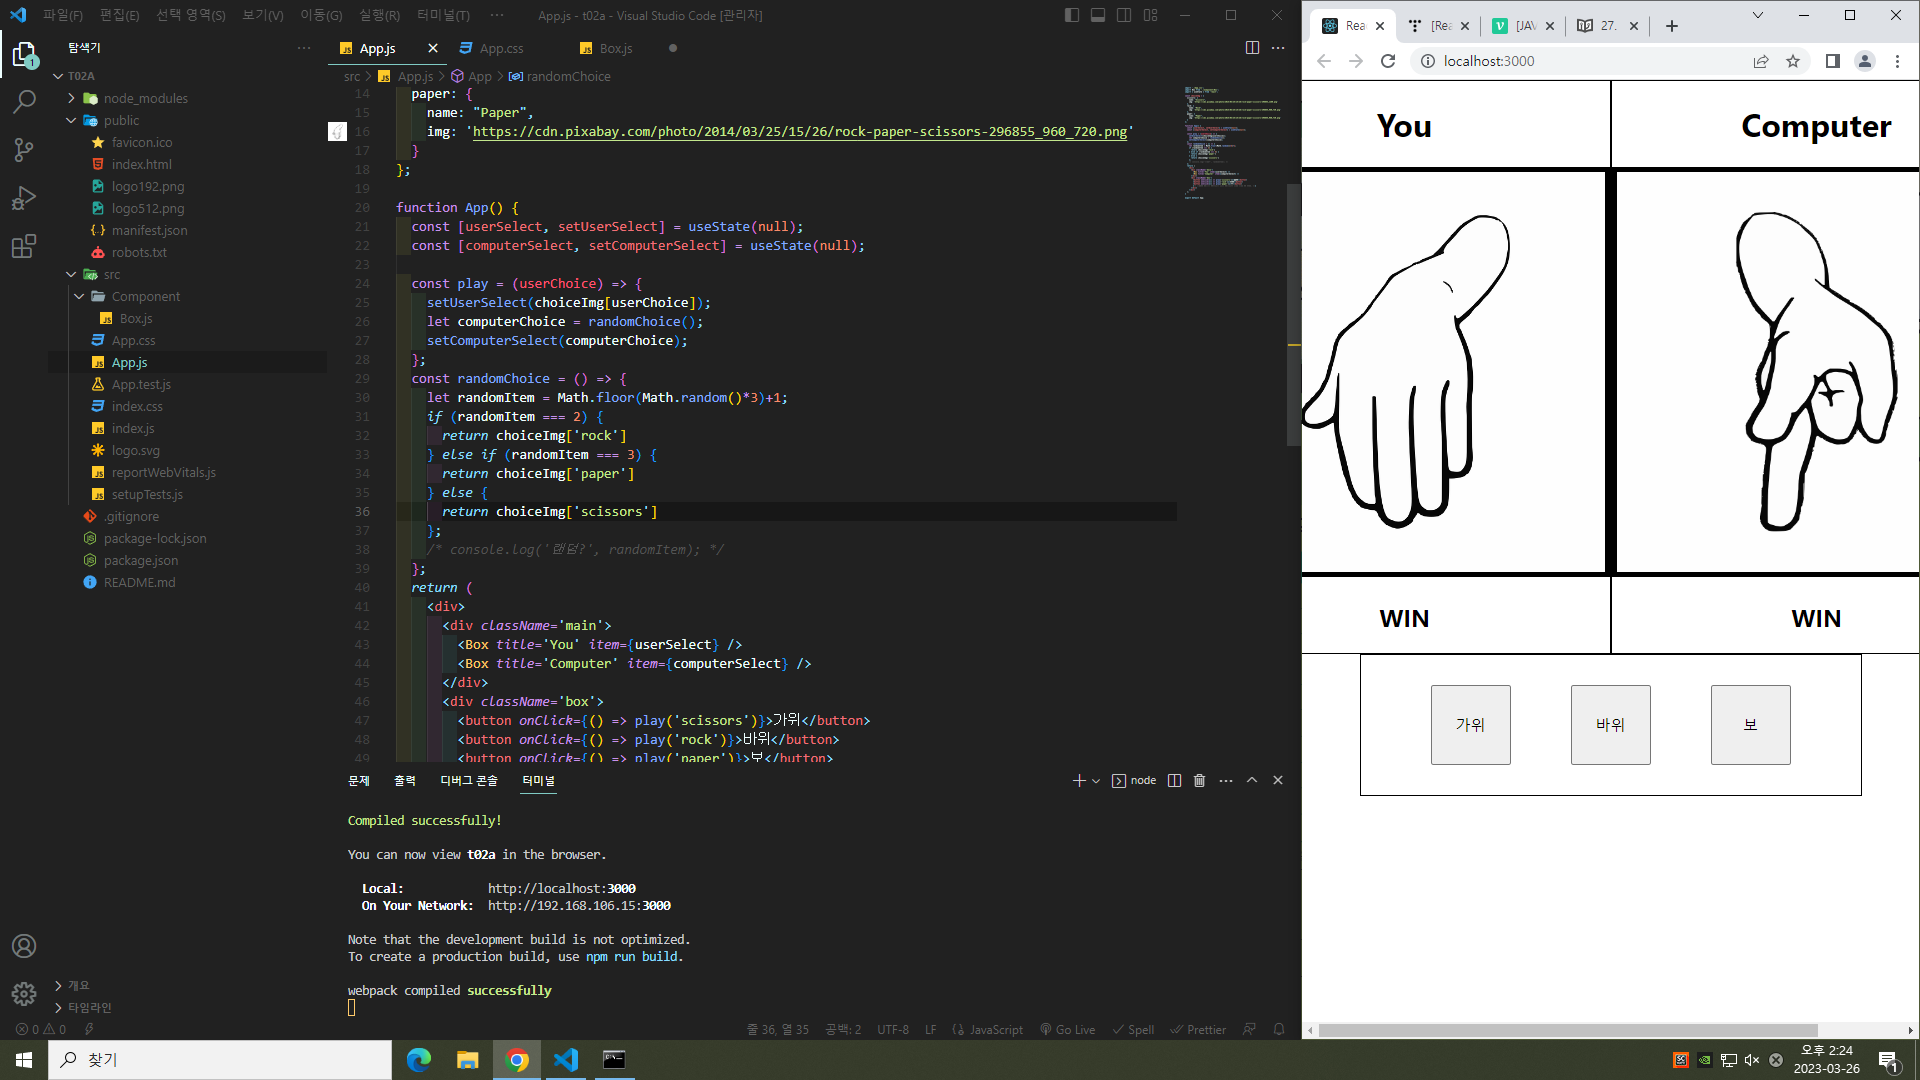 파일(F) 편집(E) 선택 영역(S) 보기(V) 이동(G) 실행(R) 터미널(T) ··· App.js - t02a - Visual Studio Code [관리자]
탐색기
T02A
node_modules
public
favicon.ico
index.html
logo192.png
logo512.png
manifest.json
robots.txt
src
Component
Box.js
App.css
App.js
App.test.js
index.css
index.js
logo.svg
reportWebVitals.js
setupTests.js
.gitignore
package-lock.json
package.json
README.md
개요
타임라인
App.js App.css Box.js
src > App.js > App > randomChoice
14 paper: {
15 name: "Paper",
16 img: 'https://cdn.pixabay.com/photo/2014/03/25/15/26/rock-paper-scissors-296855_960_720.png'
17 }
18 };
19
20 function App() {
21 const [userSelect, setUserSelect] = useState(null);
22 const [computerSelect, setComputerSelect] = useState(null);
23
24 const play = (userChoice) => {
25 setUserSelect(choiceImg[userChoice]);
26 let computerChoice = randomChoice();
27 setComputerSelect(computerChoice);
28 };
29 const randomChoice = () => {
30 let randomItem = Math.floor(Math.random()*3)+1;
31 if (randomItem === 2) {
32 return choiceImg['rock']
33 } else if (randomItem === 3) {
34 return choiceImg['paper']
35 } else {
36 return choiceImg['scissors']
37 };
38 /* console.log('랜덤?', randomItem); */
39 };
40 return (
41 <div>
42 <div className='main'>
43 <Box title='You' item={userSelect} />
44 <Box title='Computer' item={computerSelect} />
45 </div>
46 <div className='box'>
47 <button onClick={() => play('scissors')}>가위</button>
48 <button onClick={() => play('rock')}>바위</button>
49 <button onClick={() => play('paper')}>보</button>
문제 출력 디버그 콘솔 터미널 node
Compiled successfully!
You can now view t02a in the browser.
Local: http://localhost:3000
On Your Network: http://192.168.106.15:3000
Note that the development build is not optimized.
To create a production build, use npm run build.
webpack compiled successfully
0 0 줄 36, 열 35 공백: 2 UTF-8 LF JavaScript Go Live Spell Prettier
Rea [Rea [JAV 27.
localhost:3000
You Computer
WIN WIN
가위 바위 보
찾기
오후 2:24
2023-03-26
1